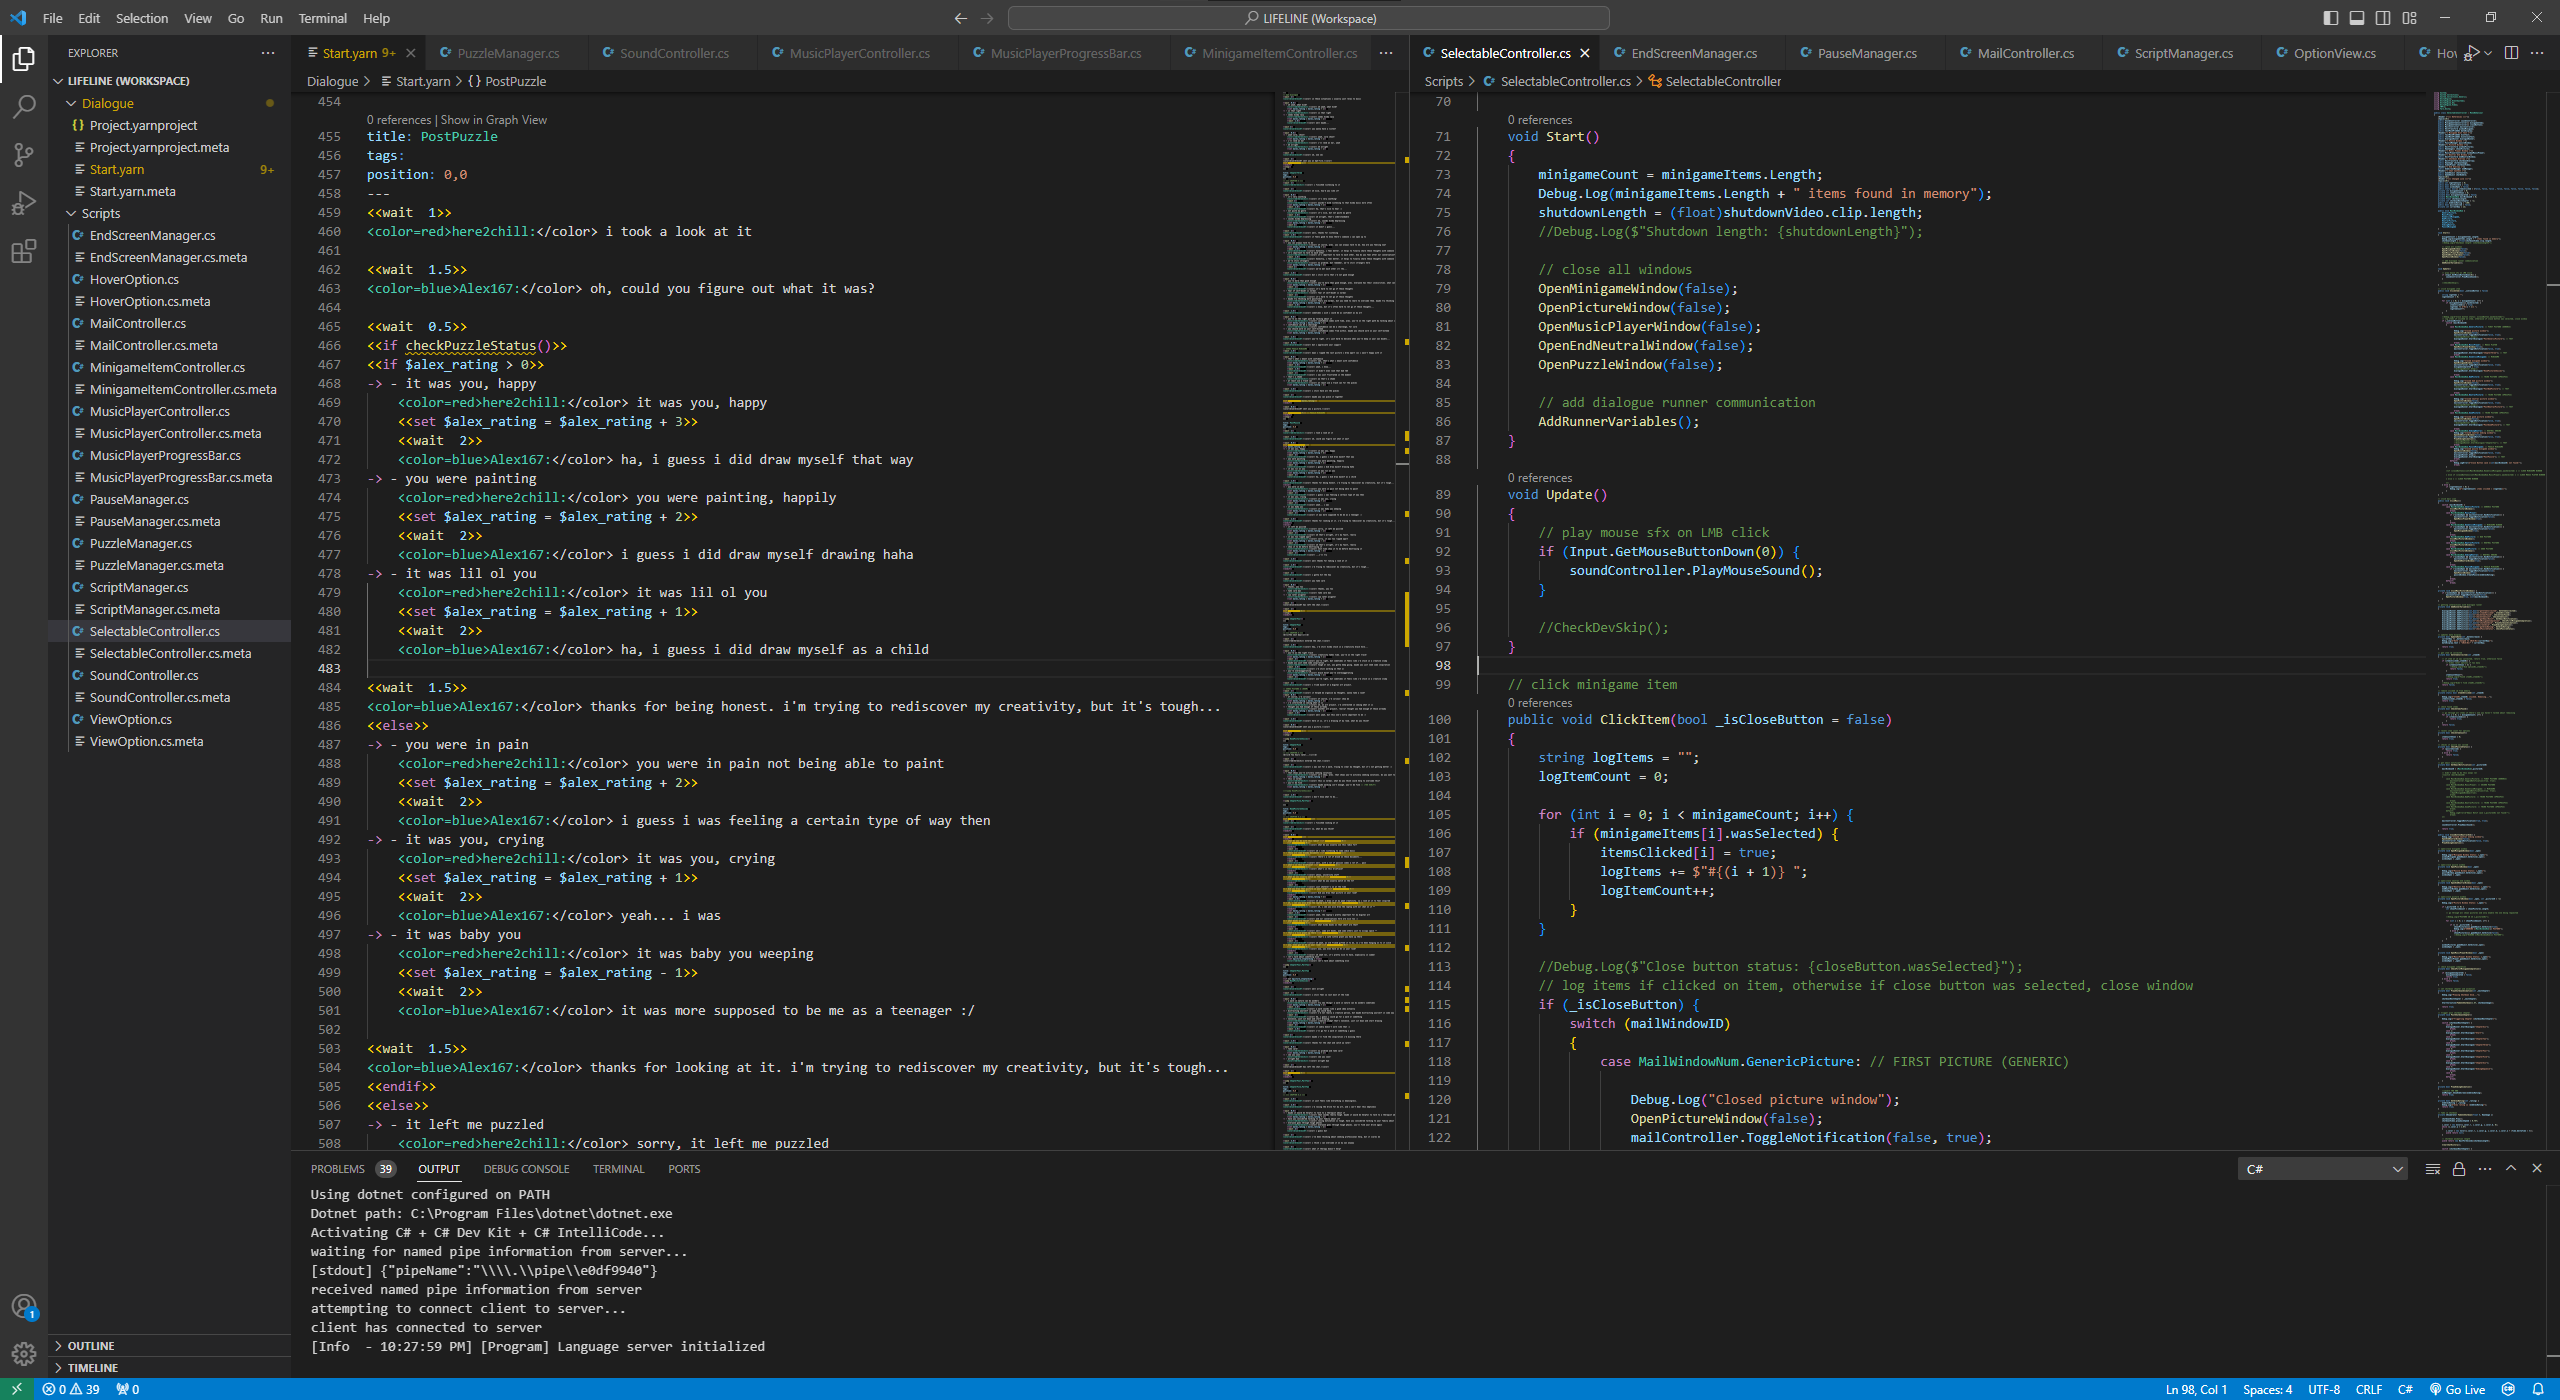 File Edit Selection View Go Run Terminal Help
LIFELINE (Workspace)
EXPLORER
LIFELINE (WORKSPACE)
Dialogue
Project.yarnproject
Project.yarnproject.meta
Start.yarn 9+
Start.yarn.meta
Scripts
EndScreenManager.cs
EndScreenManager.cs.meta
HoverOption.cs
HoverOption.cs.meta
MailController.cs
MailController.cs.meta
MinigameItemController.cs
MinigameItemController.cs.meta
MusicPlayerController.cs
MusicPlayerController.cs.meta
MusicPlayerProgressBar.cs
MusicPlayerProgressBar.cs.meta
PauseManager.cs
PauseManager.cs.meta
PuzzleManager.cs
PuzzleManager.cs.meta
ScriptManager.cs
ScriptManager.cs.meta
SelectableController.cs
SelectableController.cs.meta
SoundController.cs
SoundController.cs.meta
ViewOption.cs
ViewOption.cs.meta
OUTLINE
TIMELINE
Start.yarn 9+ PuzzleManager.cs SoundController.cs MusicPlayerController.cs MusicPlayerProgressBar.cs MinigameItemController.cs
Dialogue > Start.yarn > {} PostPuzzle
454
0 references | Show in Graph View
455 title: PostPuzzle
456 tags:
457 position: 0,0
458 ---
459 <<wait  1>>
460 <color=red>here2chill:</color> i took a look at it
461
462 <<wait  1.5>>
463 <color=blue>Alex167:</color> oh, could you figure out what it was?
464
465 <<wait  0.5>>
466 <<if checkPuzzleStatus()>>
467 <<if $alex_rating > 0>>
468 -> - it was you, happy
469 <color=red>here2chill:</color> it was you, happy
470 <<set $alex_rating = $alex_rating + 3>>
471 <<wait  2>>
472 <color=blue>Alex167:</color> ha, i guess i did draw myself that way
473 -> - you were painting
474 <color=red>here2chill:</color> you were painting, happily
475 <<set $alex_rating = $alex_rating + 2>>
476 <<wait  2>>
477 <color=blue>Alex167:</color> i guess i did draw myself drawing haha
478 -> - it was lil ol you
479 <color=red>here2chill:</color> it was lil ol you
480 <<set $alex_rating = $alex_rating + 1>>
481 <<wait  2>>
482 <color=blue>Alex167:</color> ha, i guess i did draw myself as a child
483
484 <<wait  1.5>>
485 <color=blue>Alex167:</color> thanks for being honest. i'm trying to rediscover my creativity, but it's tough...
486 <<else>>
487 -> - you were in pain
488 <color=red>here2chill:</color> you were in pain not being able to paint
489 <<set $alex_rating = $alex_rating + 2>>
490 <<wait  2>>
491 <color=blue>Alex167:</color> i guess i was feeling a certain type of way then
492 -> - it was you, crying
493 <color=red>here2chill:</color> it was you, crying
494 <<set $alex_rating = $alex_rating + 1>>
495 <<wait  2>>
496 <color=blue>Alex167:</color> yeah... i was
497 -> - it was baby you
498 <color=red>here2chill:</color> it was baby you weeping
499 <<set $alex_rating = $alex_rating - 1>>
500 <<wait  2>>
501 <color=blue>Alex167:</color> it was more supposed to be me as a teenager :/
502
503 <<wait  1.5>>
504 <color=blue>Alex167:</color> thanks for looking at it. i'm trying to rediscover my creativity, but it's tough...
505 <<endif>>
506 <<else>>
507 -> - it left me puzzled
508 <color=red>here2chill:</color> sorry, it left me puzzled
SelectableController.cs EndScreenManager.cs PauseManager.cs MailController.cs ScriptManager.cs OptionView.cs Hov
Scripts > SelectableController.cs > SelectableController
70
0 references
71 void Start()
72 {
73 minigameCount = minigameItems.Length;
74 Debug.Log(minigameItems.Length + " items found in memory");
75 shutdownLength = (float)shutdownVideo.clip.length;
76 //Debug.Log($"Shutdown length: {shutdownLength}");
77
78 // close all windows
79 OpenMinigameWindow(false);
80 OpenPictureWindow(false);
81 OpenMusicPlayerWindow(false);
82 OpenEndNeutralWindow(false);
83 OpenPuzzleWindow(false);
84
85 // add dialogue runner communication
86 AddRunnerVariables();
87 }
88
0 references
89 void Update()
90 {
91 // play mouse sfx on LMB click
92 if (Input.GetMouseButtonDown(0)) {
93 soundController.PlayMouseSound();
94 }
95
96 //CheckDevSkip();
97 }
98
99 // click minigame item
0 references
100 public void ClickItem(bool _isCloseButton = false)
101 {
102 string logItems = "";
103 logItemCount = 0;
104
105 for (int i = 0; i < minigameCount; i++) {
106 if (minigameItems[i].wasSelected) {
107 itemsClicked[i] = true;
108 logItems += $"#{(i + 1)} ";
109 logItemCount++;
110 }
111 }
112
113 //Debug.Log($"Close button status: {closeButton.wasSelected}");
114 // log items if clicked on item, otherwise if close button was selected, close window
115 if (_isCloseButton) {
116 switch (mailWindowID)
117 {
118 case MailWindowNum.GenericPicture: // FIRST PICTURE (GENERIC)
119
120 Debug.Log("Closed picture window");
121 OpenPictureWindow(false);
122 mailController.ToggleNotification(false, true);
PROBLEMS 39 OUTPUT DEBUG CONSOLE TERMINAL PORTS
C#
Using dotnet configured on PATH
Dotnet path: C:\Program Files\dotnet\dotnet.exe
Activating C# + C# Dev Kit + C# IntelliCode...
waiting for named pipe information from server...
[stdout] {"pipeName":"\\\\.\\pipe\\e0df9940"}
received named pipe information from server
attempting to connect client to server...
client has connected to server
[Info  - 10:27:59 PM] [Program] Language server initialized
1
0 39 0
Ln 98, Col 1 Spaces: 4 UTF-8 CRLF C# Go Live